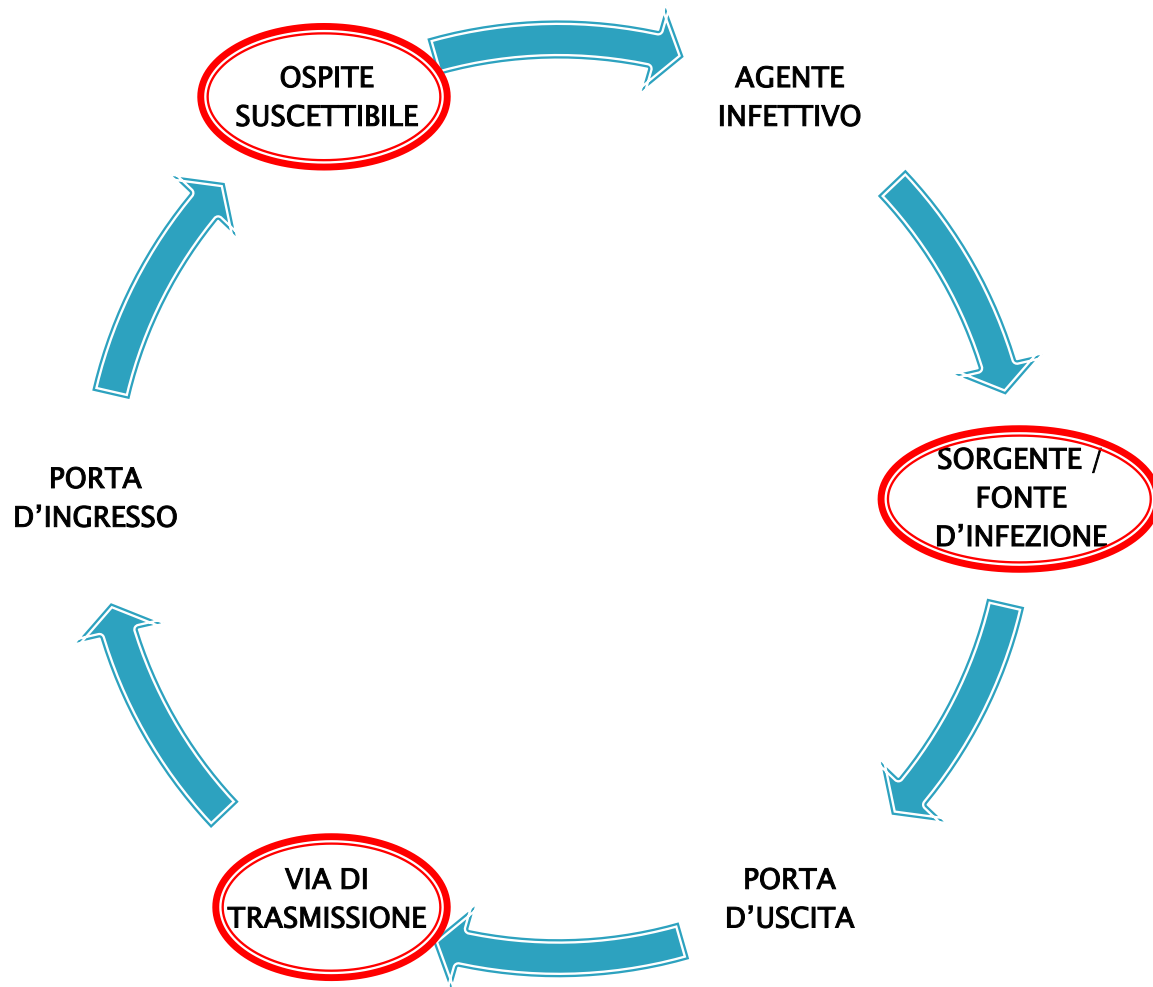 OSPITE
SUSCETTIBILE
AGENTE
INFETTIVO
SORGENTE /
FONTE
D’INFEZIONE
PORTA
D’USCITA
VIA DI
TRASMISSIONE
PORTA
D’INGRESSO